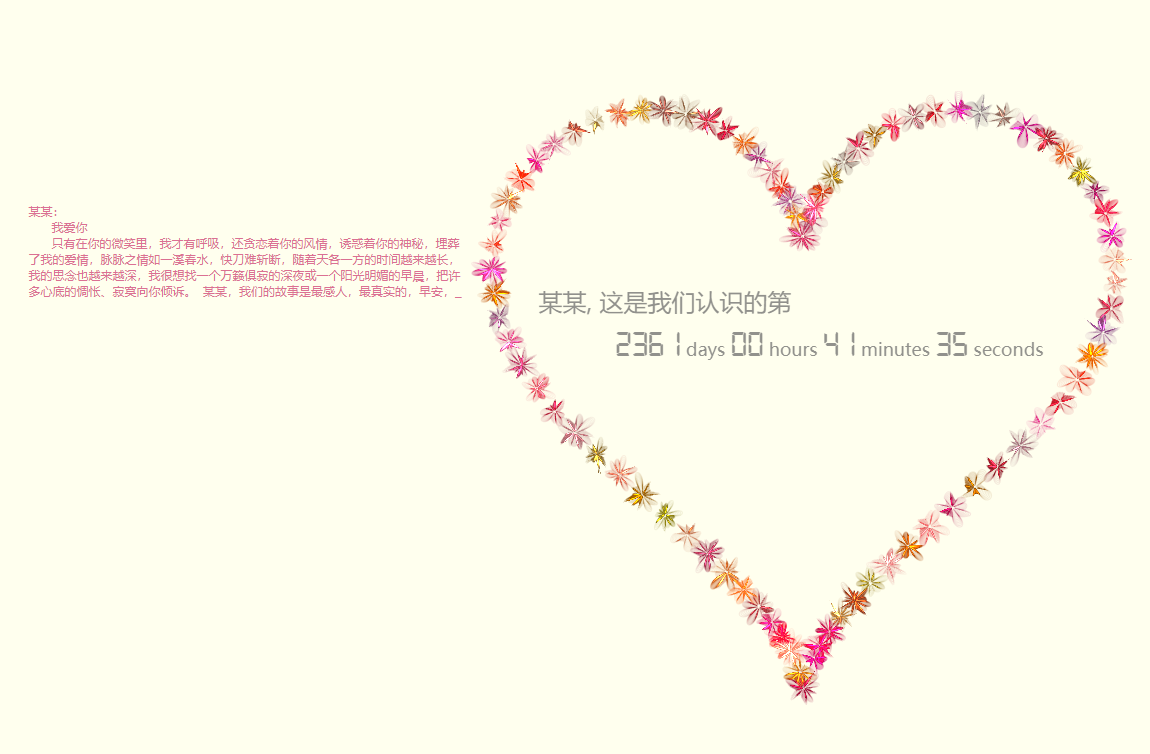 某某：
我爱你
只有在你的微笑里，我才有呼吸，还贪恋着你的风情，诱惑着你的神秘，埋葬
了我的爱情，脉脉之情如一溪春水，快刀难斩断，随着天各一方的时间越来越长，
我的思念也越来越深，我很想找一个万籁俱寂的深夜或一个阳光明媚的早晨，把许
多心底的惆怅、寂寞向你倾诉。 某某，我们的故事是最感人，最真实的，早安，_
某某, 这是我们认识的第
2361 days 00 hours 41 minutes 35 seconds